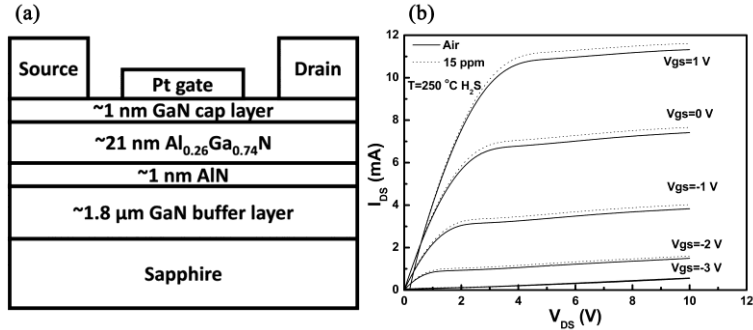 (a)
Source
Drain
Pt gate
~1 nm GaN cap layer
~21 nm Al₀.₂₆Ga₀.₇₄N
~1 nm AlN
~1.8 μm GaN buffer layer
Sapphire
(b)
12
10
8
6
4
2
0
I_DS (mA)
Air
15 ppm
T=250 °C H₂S
Vgs=1 V
Vgs=0 V
Vgs=-1 V
Vgs=-2 V
Vgs=-3 V
0 2 4 6 8 10 12
V_DS (V)